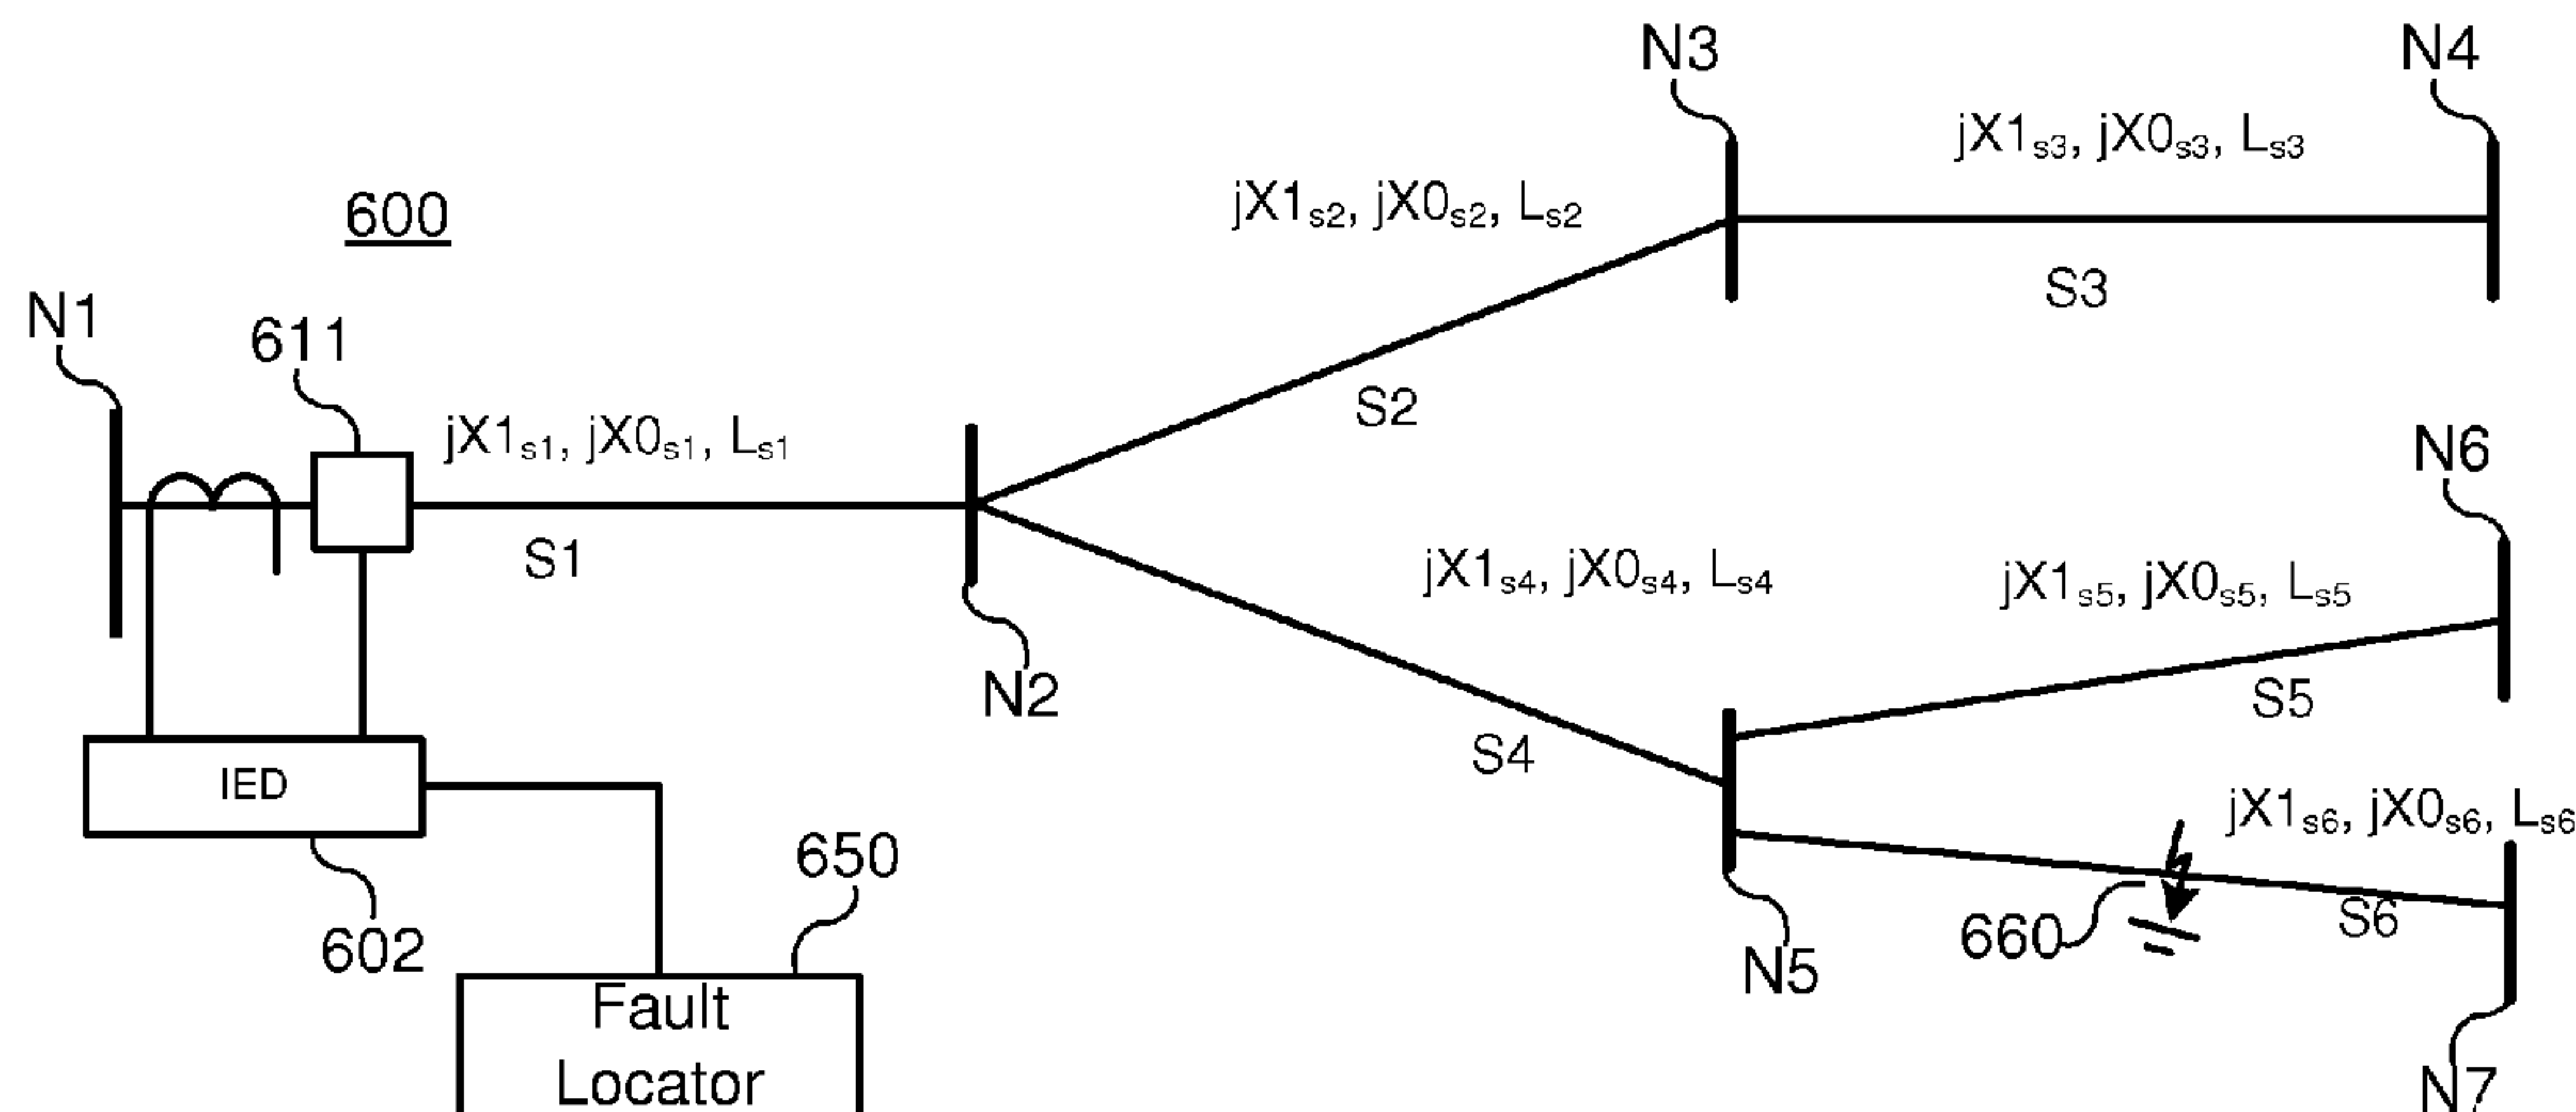 N3
N4
jX1s3, jX0s3, Ls3
600
jX1s2, jX0s2, Ls2
S3
N1
611
S2
jX1s1, jX0s1, Ls1
N6
S1
jX1s4, jX0s4, Ls4
jX1s5, jX0s5, Ls5
N2
S5
S4
IED
jX1s6, jX0s6, Ls6
650
S6
602
660
N5
Fault
Locator
N7